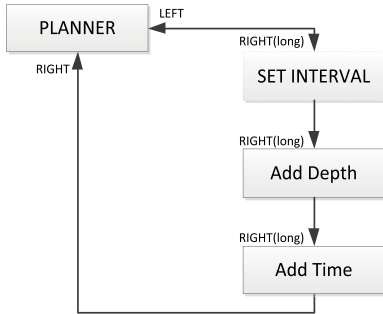 PLANNER
LEFT
RIGHT(long)
RIGHT
SET INTERVAL
RIGHT(long)
Add Depth
RIGHT(long)
Add Time